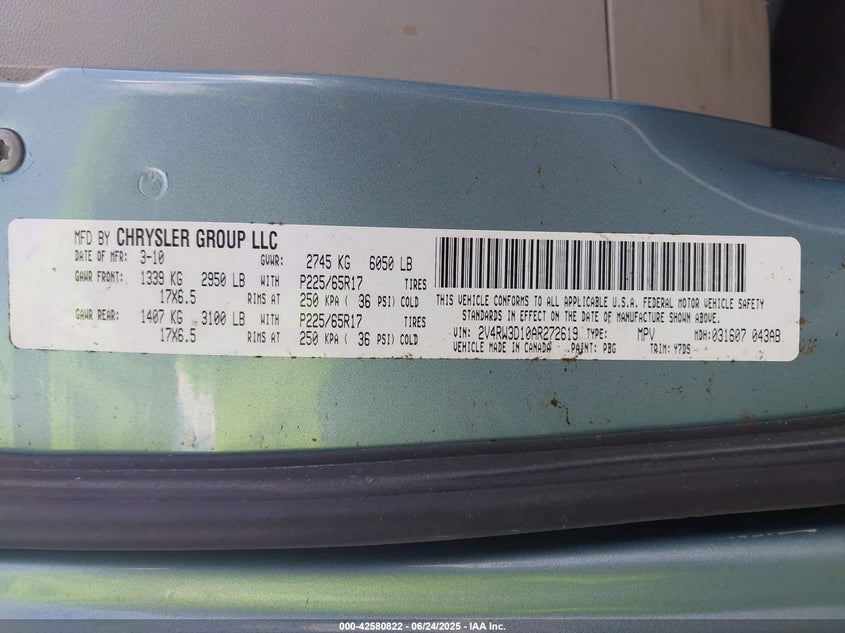 MFD BY CHRYSLER GROUP LLC
DATE OF MFR: 3-10 GVWR: 2745 KG 6050 LB
GAWR FRONT: 1339 KG 2950 LB WITH P225/65R17 TIRES
17X6.5 RIMS AT 250 KPA ( 36 PSI) COLD
GAWR REAR: 1407 KG 3100 LB WITH P225/65R17 TIRES
17X6.5 RIMS AT 250 KPA ( 36 PSI) COLD
THIS VEHICLE CONFORMS TO ALL APPLICABLE U.S.A. FEDERAL MOTOR VEHICLE SAFETY
STANDARDS IN EFFECT ON THE DATE OF MANUFACTURE SHOWN ABOVE.
VIN: 2V4RW3D10AR272619 TYPE: MPV MDH:031607 043AB
VEHICLE MADE IN CANADA PAINT: PBG TRIM: Y7DS
000-42580822 - 06/24/2025 - IAA Inc.